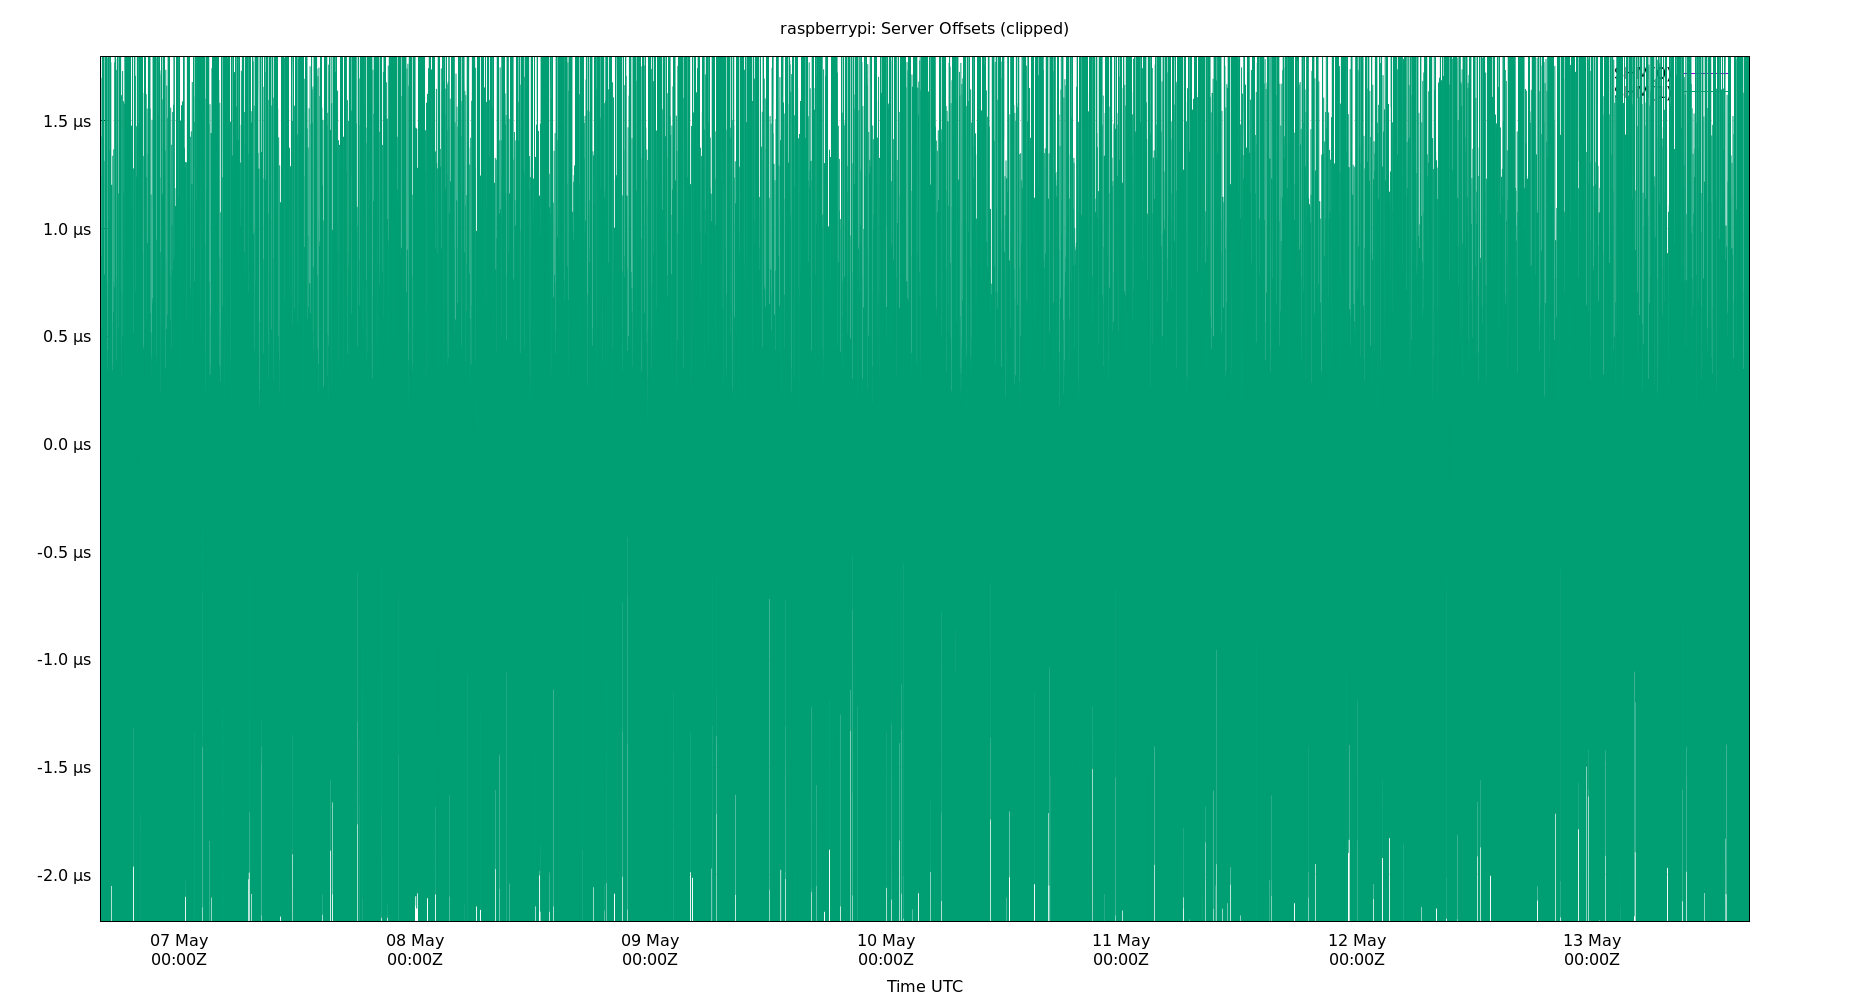 raspberrypi: Server Offsets (clipped)
1.5 µs
1.0 µs
0.5 µs
0.0 µs
-0.5 µs
-1.0 µs
-1.5 µs
-2.0 µs
07 May 08 May 09 May 10 May 11 May 12 May 13 May
00:00Z 00:00Z 00:00Z 00:00Z 00:00Z 00:00Z 00:00Z
Time UTC